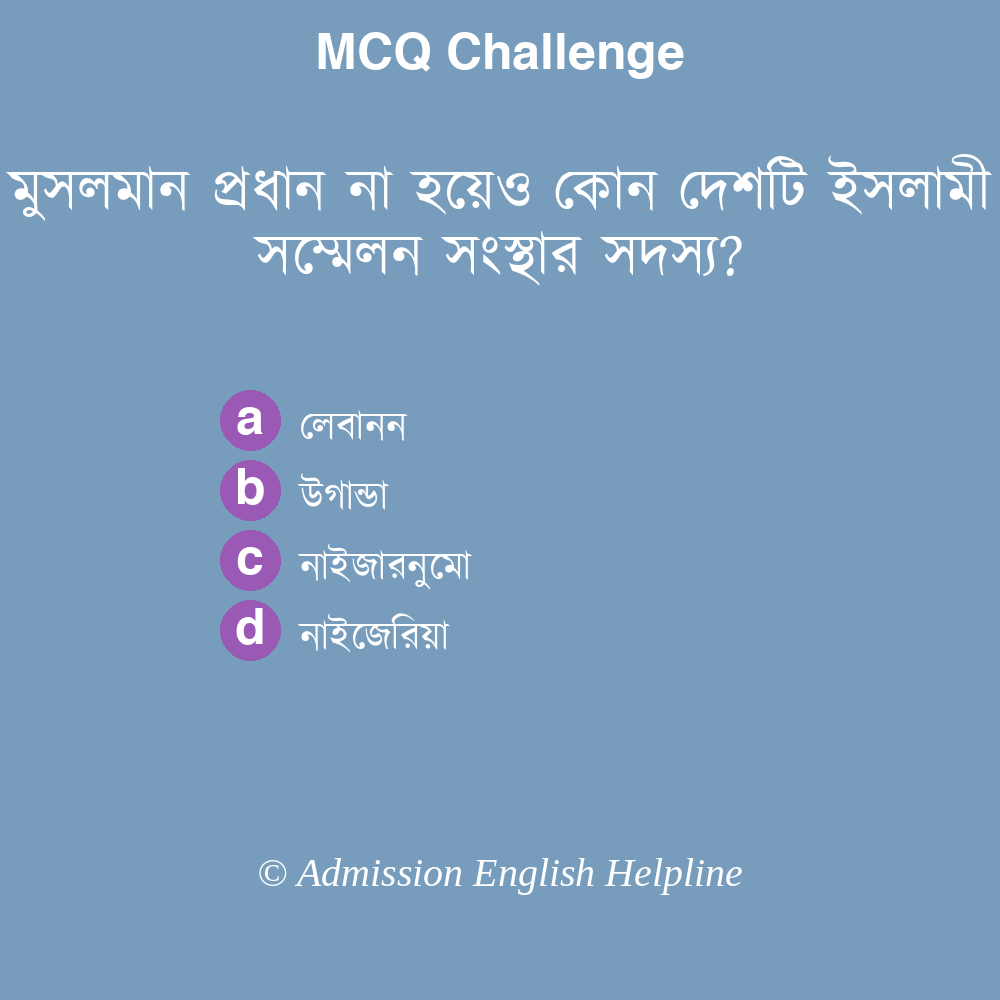 MCQ Challenge
মুসলমান প্রধান না হয়েও কোন দেশটি ইসলামী
সম্মেলন সংস্থার সদস্য?
a লেবানন
b উগান্ডা
c নাইজারনুমো
d নাইজেরিয়া
© Admission English Helpline